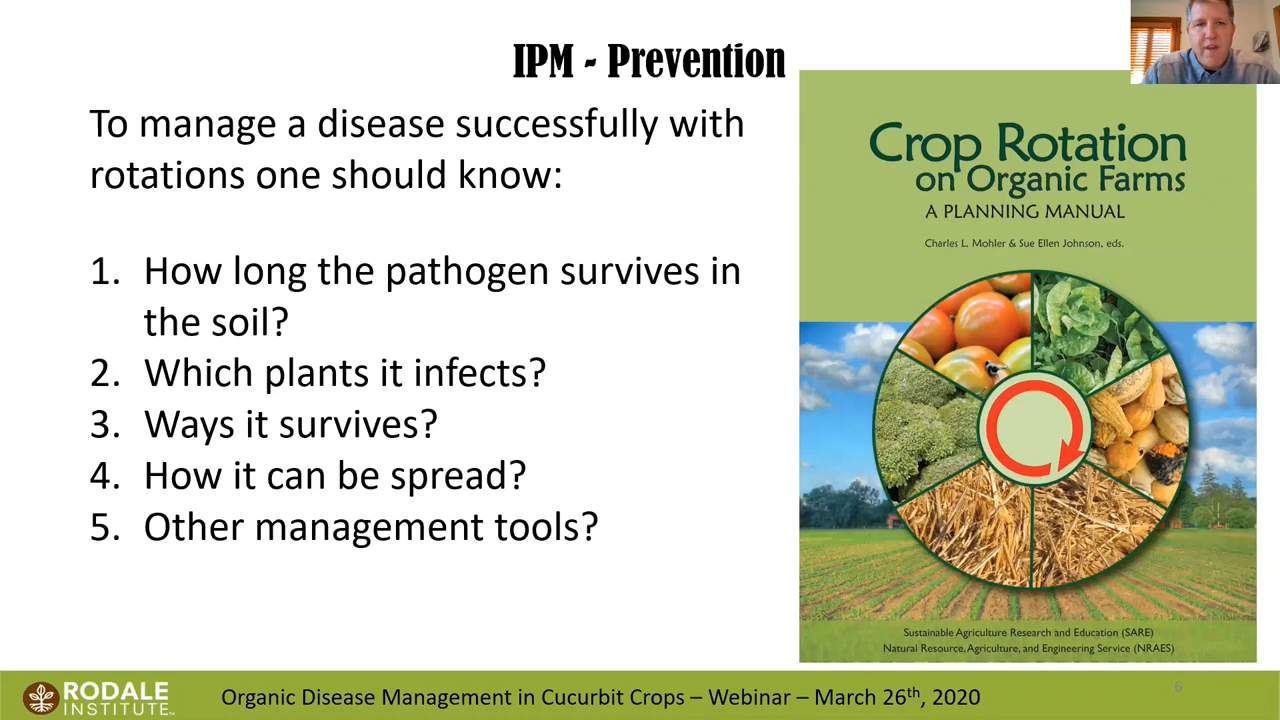 IPM - Prevention
To manage a disease successfully with
rotations one should know:
1. How long the pathogen survives in
the soil?
2. Which plants it infects?
3. Ways it survives?
4. How it can be spread?
5. Other management tools?
Crop Rotation
on Organic Farms
A PLANNING MANUAL
Charles L. Mohler & Sue Ellen Johnson, eds.
Sustainable Agriculture Research and Education (SARE)
Natural Resource, Agriculture, and Engineering Service (NRAES)
RODALE
INSTITUTE™
Organic Disease Management in Cucurbit Crops – Webinar – March 26th, 2020
6